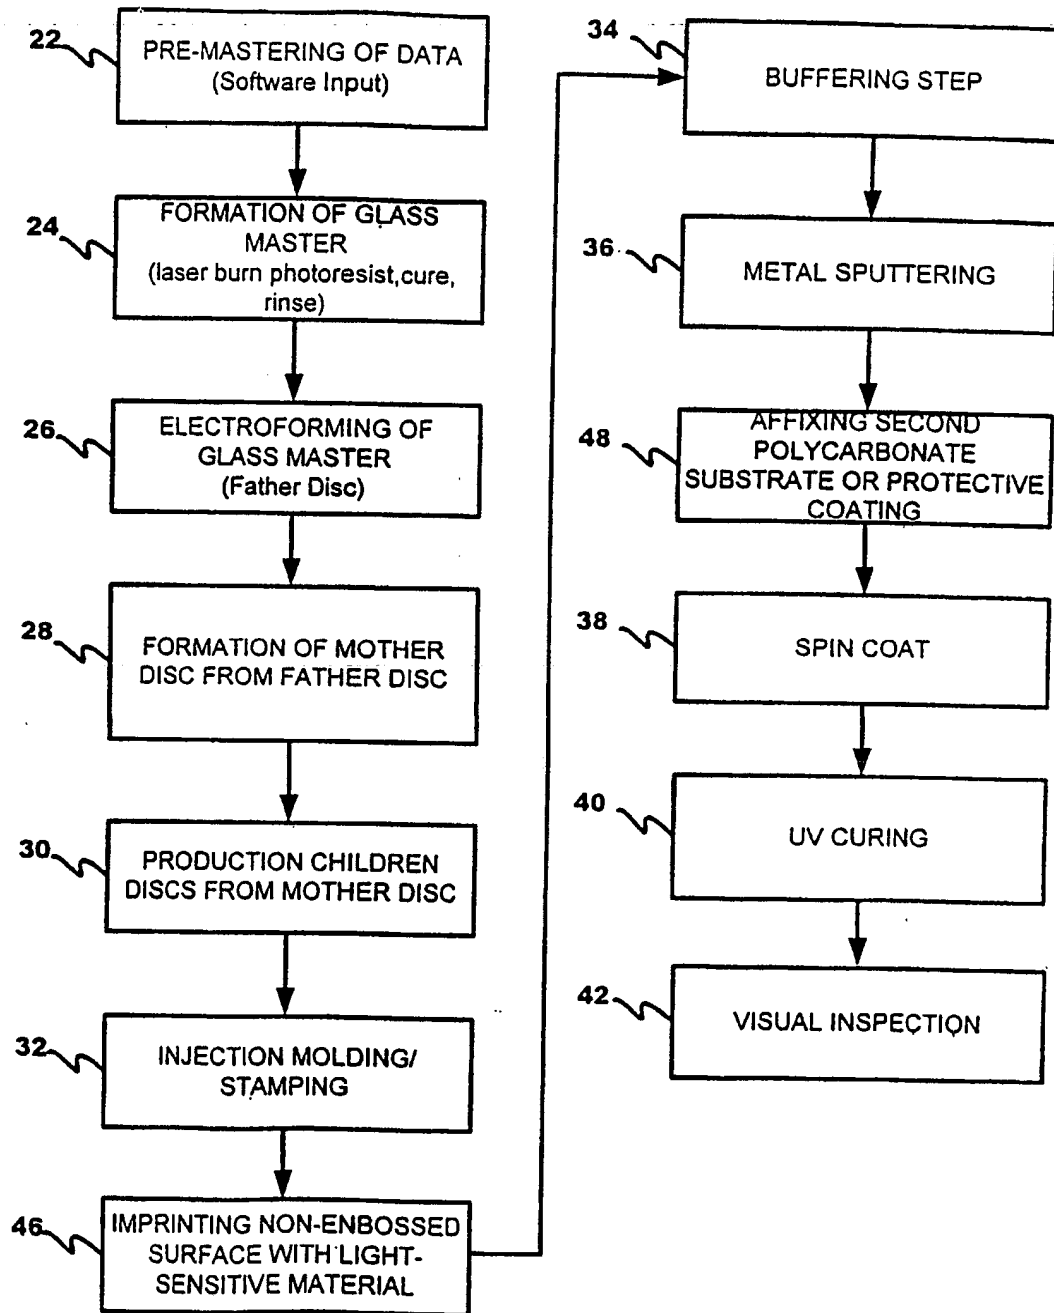 22
PRE-MASTERING OF DATA
(Software Input)
24
FORMATION OF GLASS
MASTER
(laser burn photoresist,cure,
rinse)
26
ELECTROFORMING OF
GLASS MASTER
(Father Disc)
28
FORMATION OF MOTHER
DISC FROM FATHER DISC
30
PRODUCTION CHILDREN
DISCS FROM MOTHER DISC
32
INJECTION MOLDING/
STAMPING
46
IMPRINTING NON-ENBOSSED
SURFACE WITH LIGHT-
SENSITIVE MATERIAL
34
BUFFERING STEP
36
METAL SPUTTERING
48
AFFIXING SECOND
POLYCARBONATE
SUBSTRATE OR PROTECTIVE
COATING
38
SPIN COAT
40
UV CURING
42
VISUAL INSPECTION